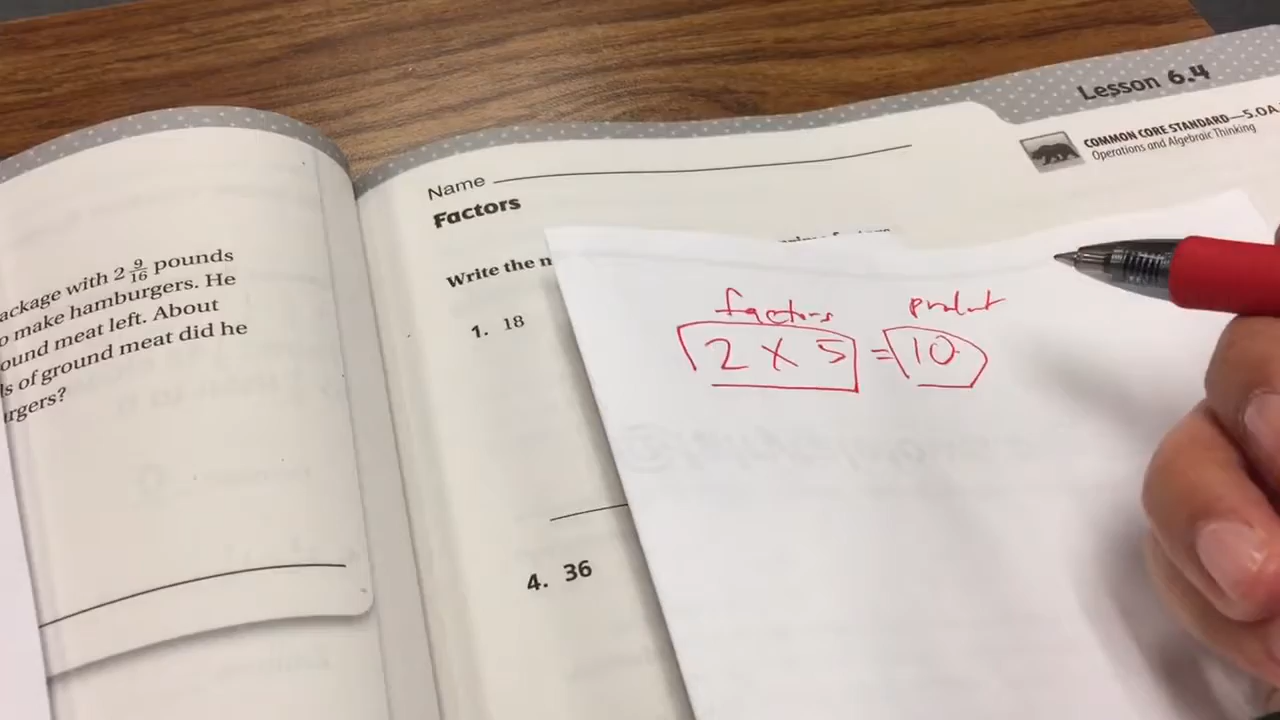 Lesson 6.4
COMMON CORE STANDARD—5.OA
Operations and Algebraic Thinking
Name
Factors
Write the n
1. 18
4. 36
factors product
2 X 5 = 10
ackage with 2 9/16 pounds
o make hamburgers. He
ound meat left. About
ls of ground meat did he
urgers?